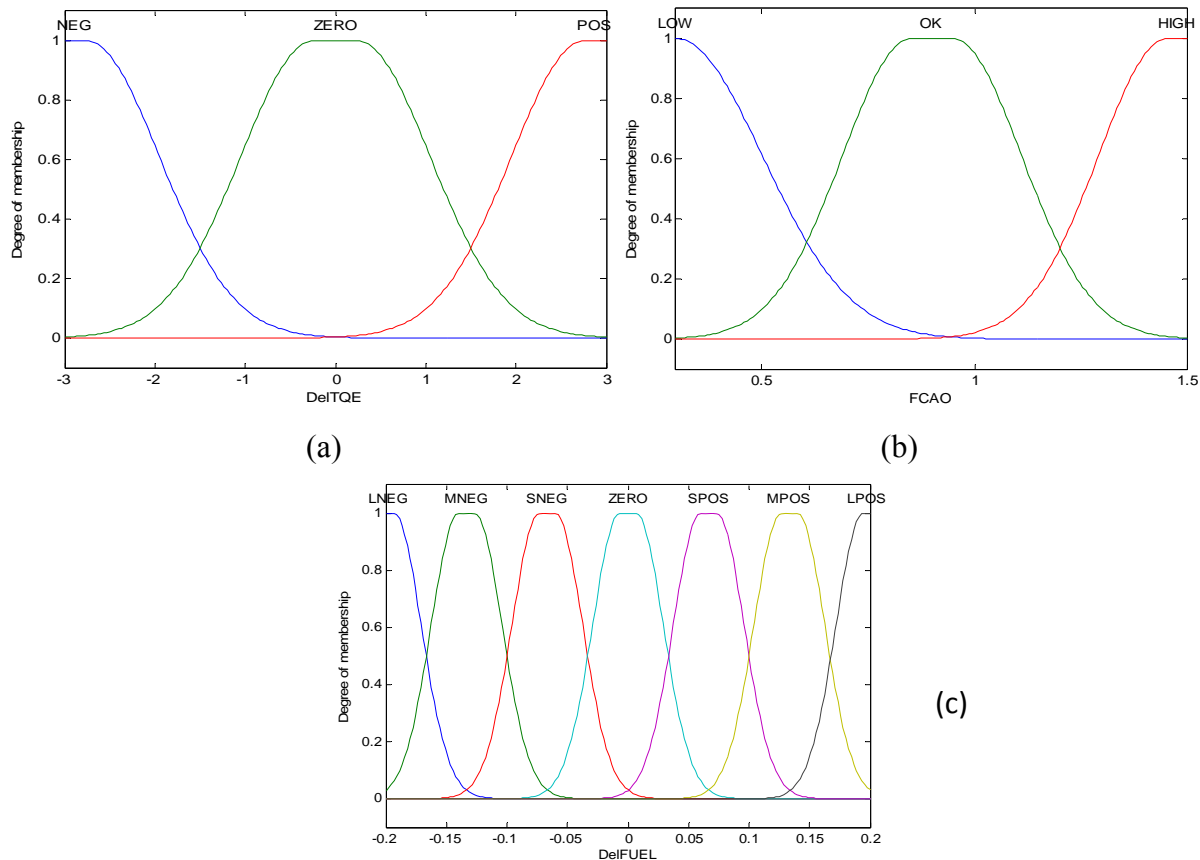 NEG ZERO POS
1
0.8
0.6
0.4
0.2
0
Degree of membership
-3 -2 -1 0 1 2 3
DelTQE
(a)
LOW OK HIGH
1
0.8
0.6
0.4
0.2
0
Degree of membership
0.5 1 1.5
FCAO
(b)
LNEG MNEG SNEG ZERO SPOS MPOS LPOS
1
0.8
0.6
0.4
0.2
0
Degree of membership
-0.2 -0.15 -0.1 -0.05 0 0.05 0.1 0.15 0.2
DelFUEL
(c)